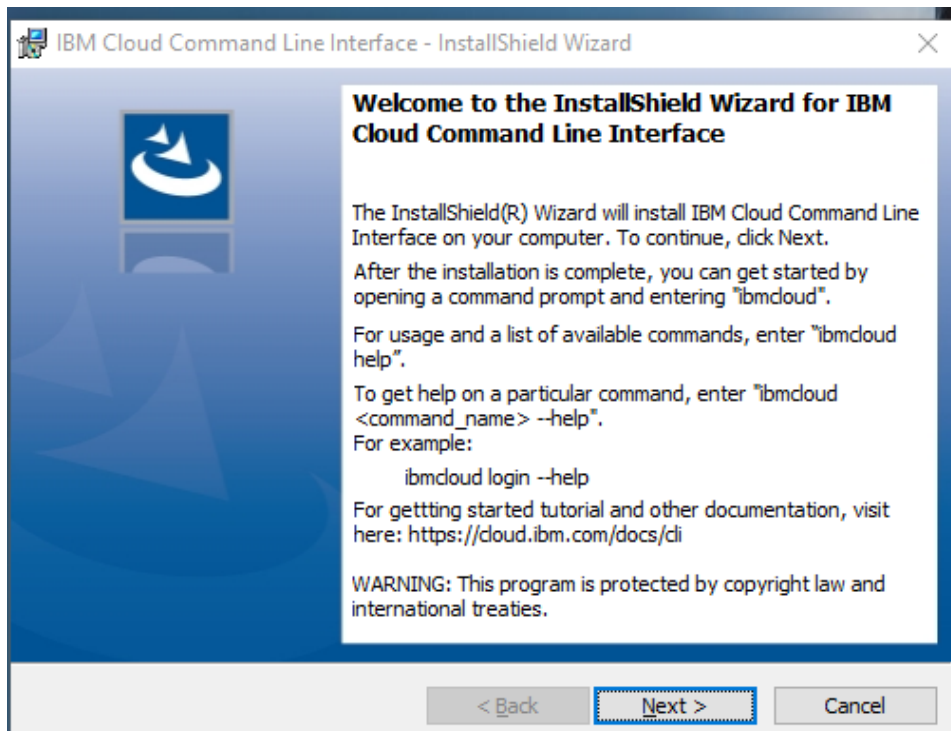 IBM Cloud Command Line Interface - InstallShield Wizard
Welcome to the InstallShield Wizard for IBM
Cloud Command Line Interface
The InstallShield(R) Wizard will install IBM Cloud Command Line
Interface on your computer. To continue, click Next.
After the installation is complete, you can get started by
opening a command prompt and entering "ibmcloud".
For usage and a list of available commands, enter “ibmcloud
help”.
To get help on a particular command, enter "ibmcloud
<command_name> --help".
For example:
ibmcloud login --help
For gettting started tutorial and other documentation, visit
here: https://cloud.ibm.com/docs/cli
WARNING: This program is protected by copyright law and
international treaties.
< Back
Next >
Cancel